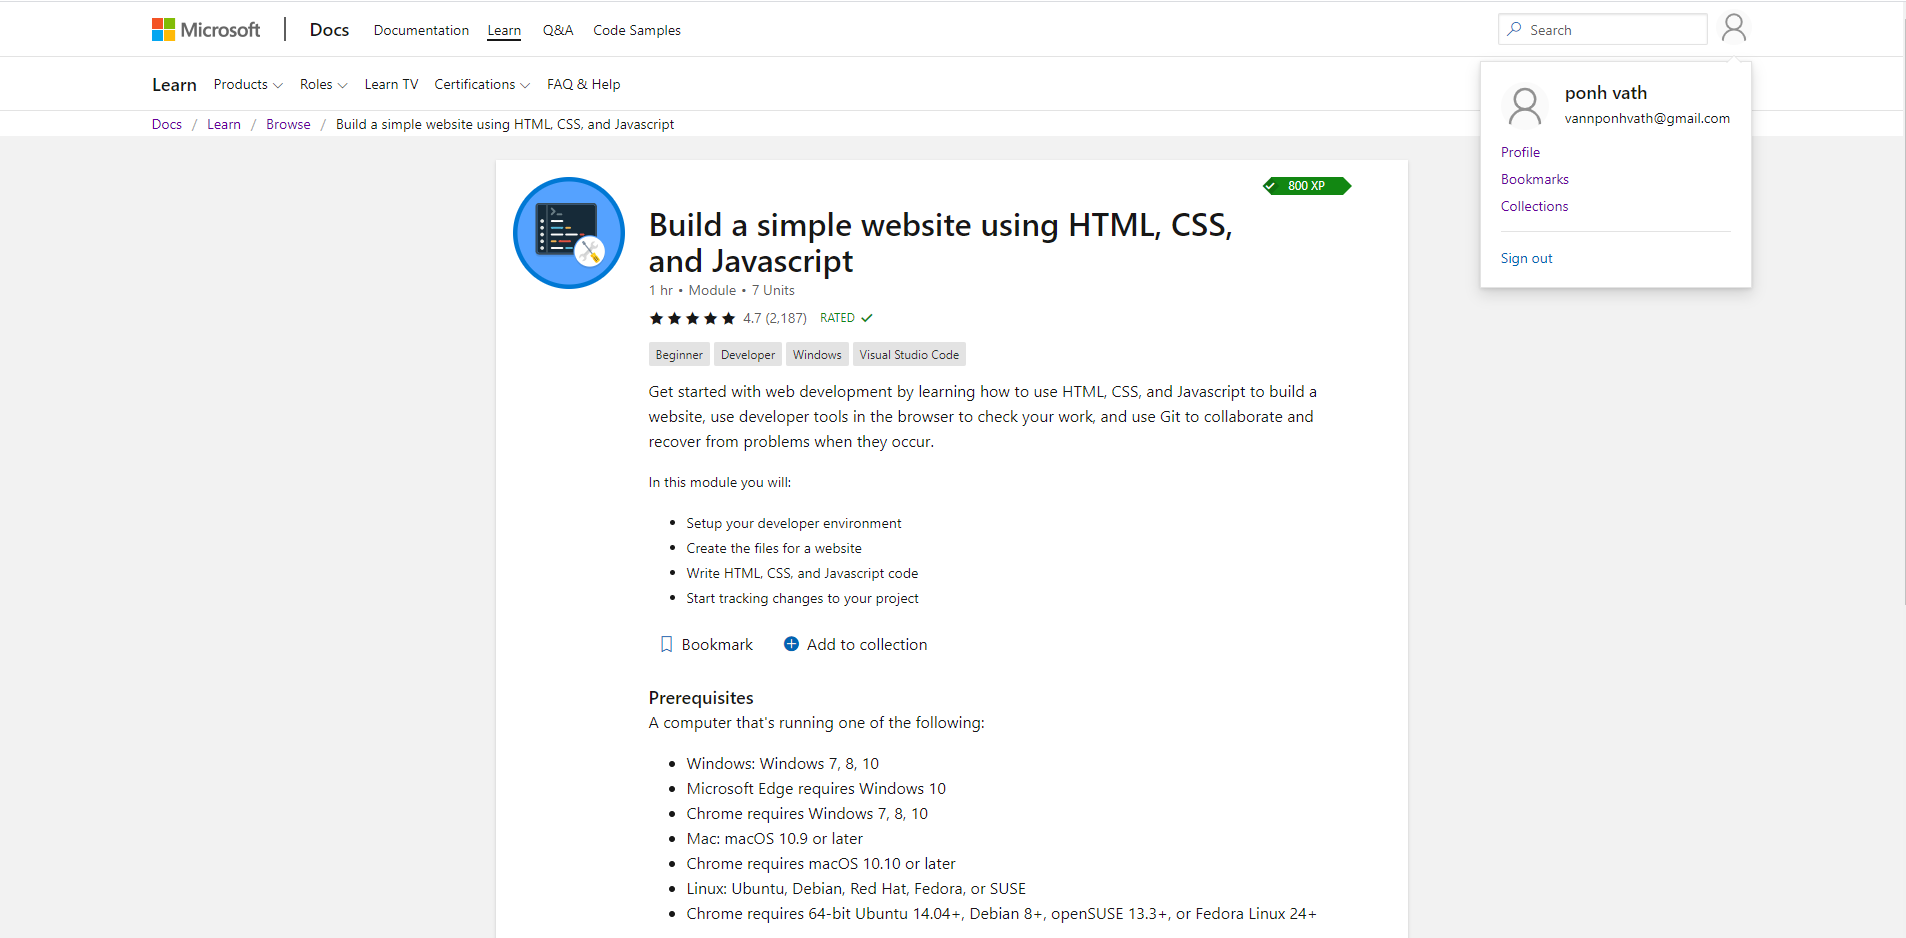 Microsoft Docs Documentation Learn Q&A Code Samples Search
Learn Products Roles Learn TV Certifications FAQ & Help
ponh vath
vannponhvath@gmail.com
Profile
Bookmarks
Collections
Sign out
Docs / Learn / Browse / Build a simple website using HTML, CSS, and Javascript
800 XP
Build a simple website using HTML, CSS,
and Javascript
1 hr • Module • 7 Units
4.7 (2,187) RATED
Beginner Developer Windows Visual Studio Code
Get started with web development by learning how to use HTML, CSS, and Javascript to build a
website, use developer tools in the browser to check your work, and use Git to collaborate and
recover from problems when they occur.
In this module you will:
• Setup your developer environment
• Create the files for a website
• Write HTML, CSS, and Javascript code
• Start tracking changes to your project
Bookmark Add to collection
Prerequisites
A computer that's running one of the following:
• Windows: Windows 7, 8, 10
• Microsoft Edge requires Windows 10
• Chrome requires Windows 7, 8, 10
• Mac: macOS 10.9 or later
• Chrome requires macOS 10.10 or later
• Linux: Ubuntu, Debian, Red Hat, Fedora, or SUSE
• Chrome requires 64-bit Ubuntu 14.04+, Debian 8+, openSUSE 13.3+, or Fedora Linux 24+